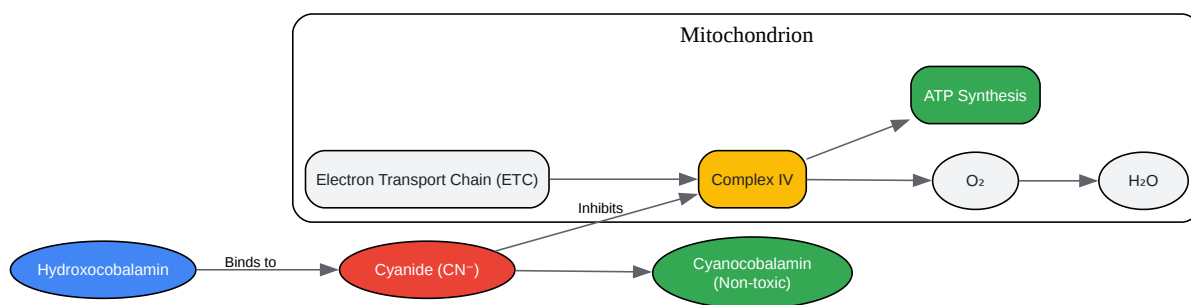 Mitochondrion
ATP Synthesis
Electron Transport Chain (ETC)
Complex IV
O₂
H₂O
Inhibits
Hydroxocobalamin
Binds to
Cyanide (CN⁻)
Cyanocobalamin
(Non-toxic)